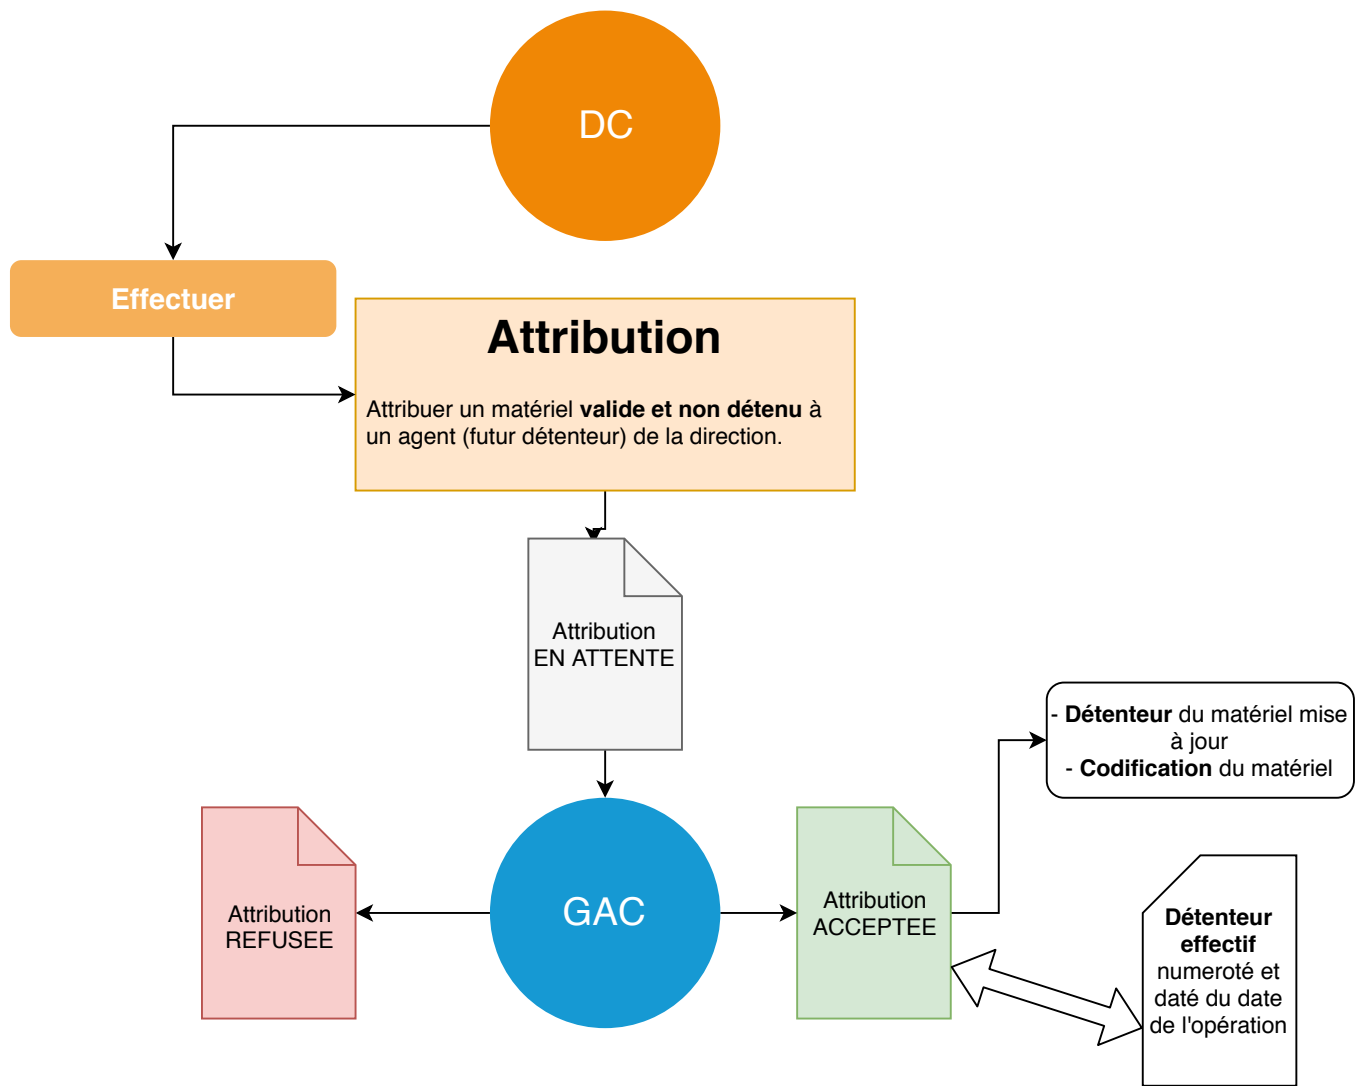 DC
Effectuer
Attribution
Attribuer un matériel valide et non détenu à
un agent (futur détenteur) de la direction.
Attribution
EN ATTENTE
- Détenteur du matériel mise
à jour
- Codification du matériel
Attribution
REFUSEE
GAC
Attribution
ACCEPTEE
Détenteur
effectif
numeroté et
daté du date
de l'opération